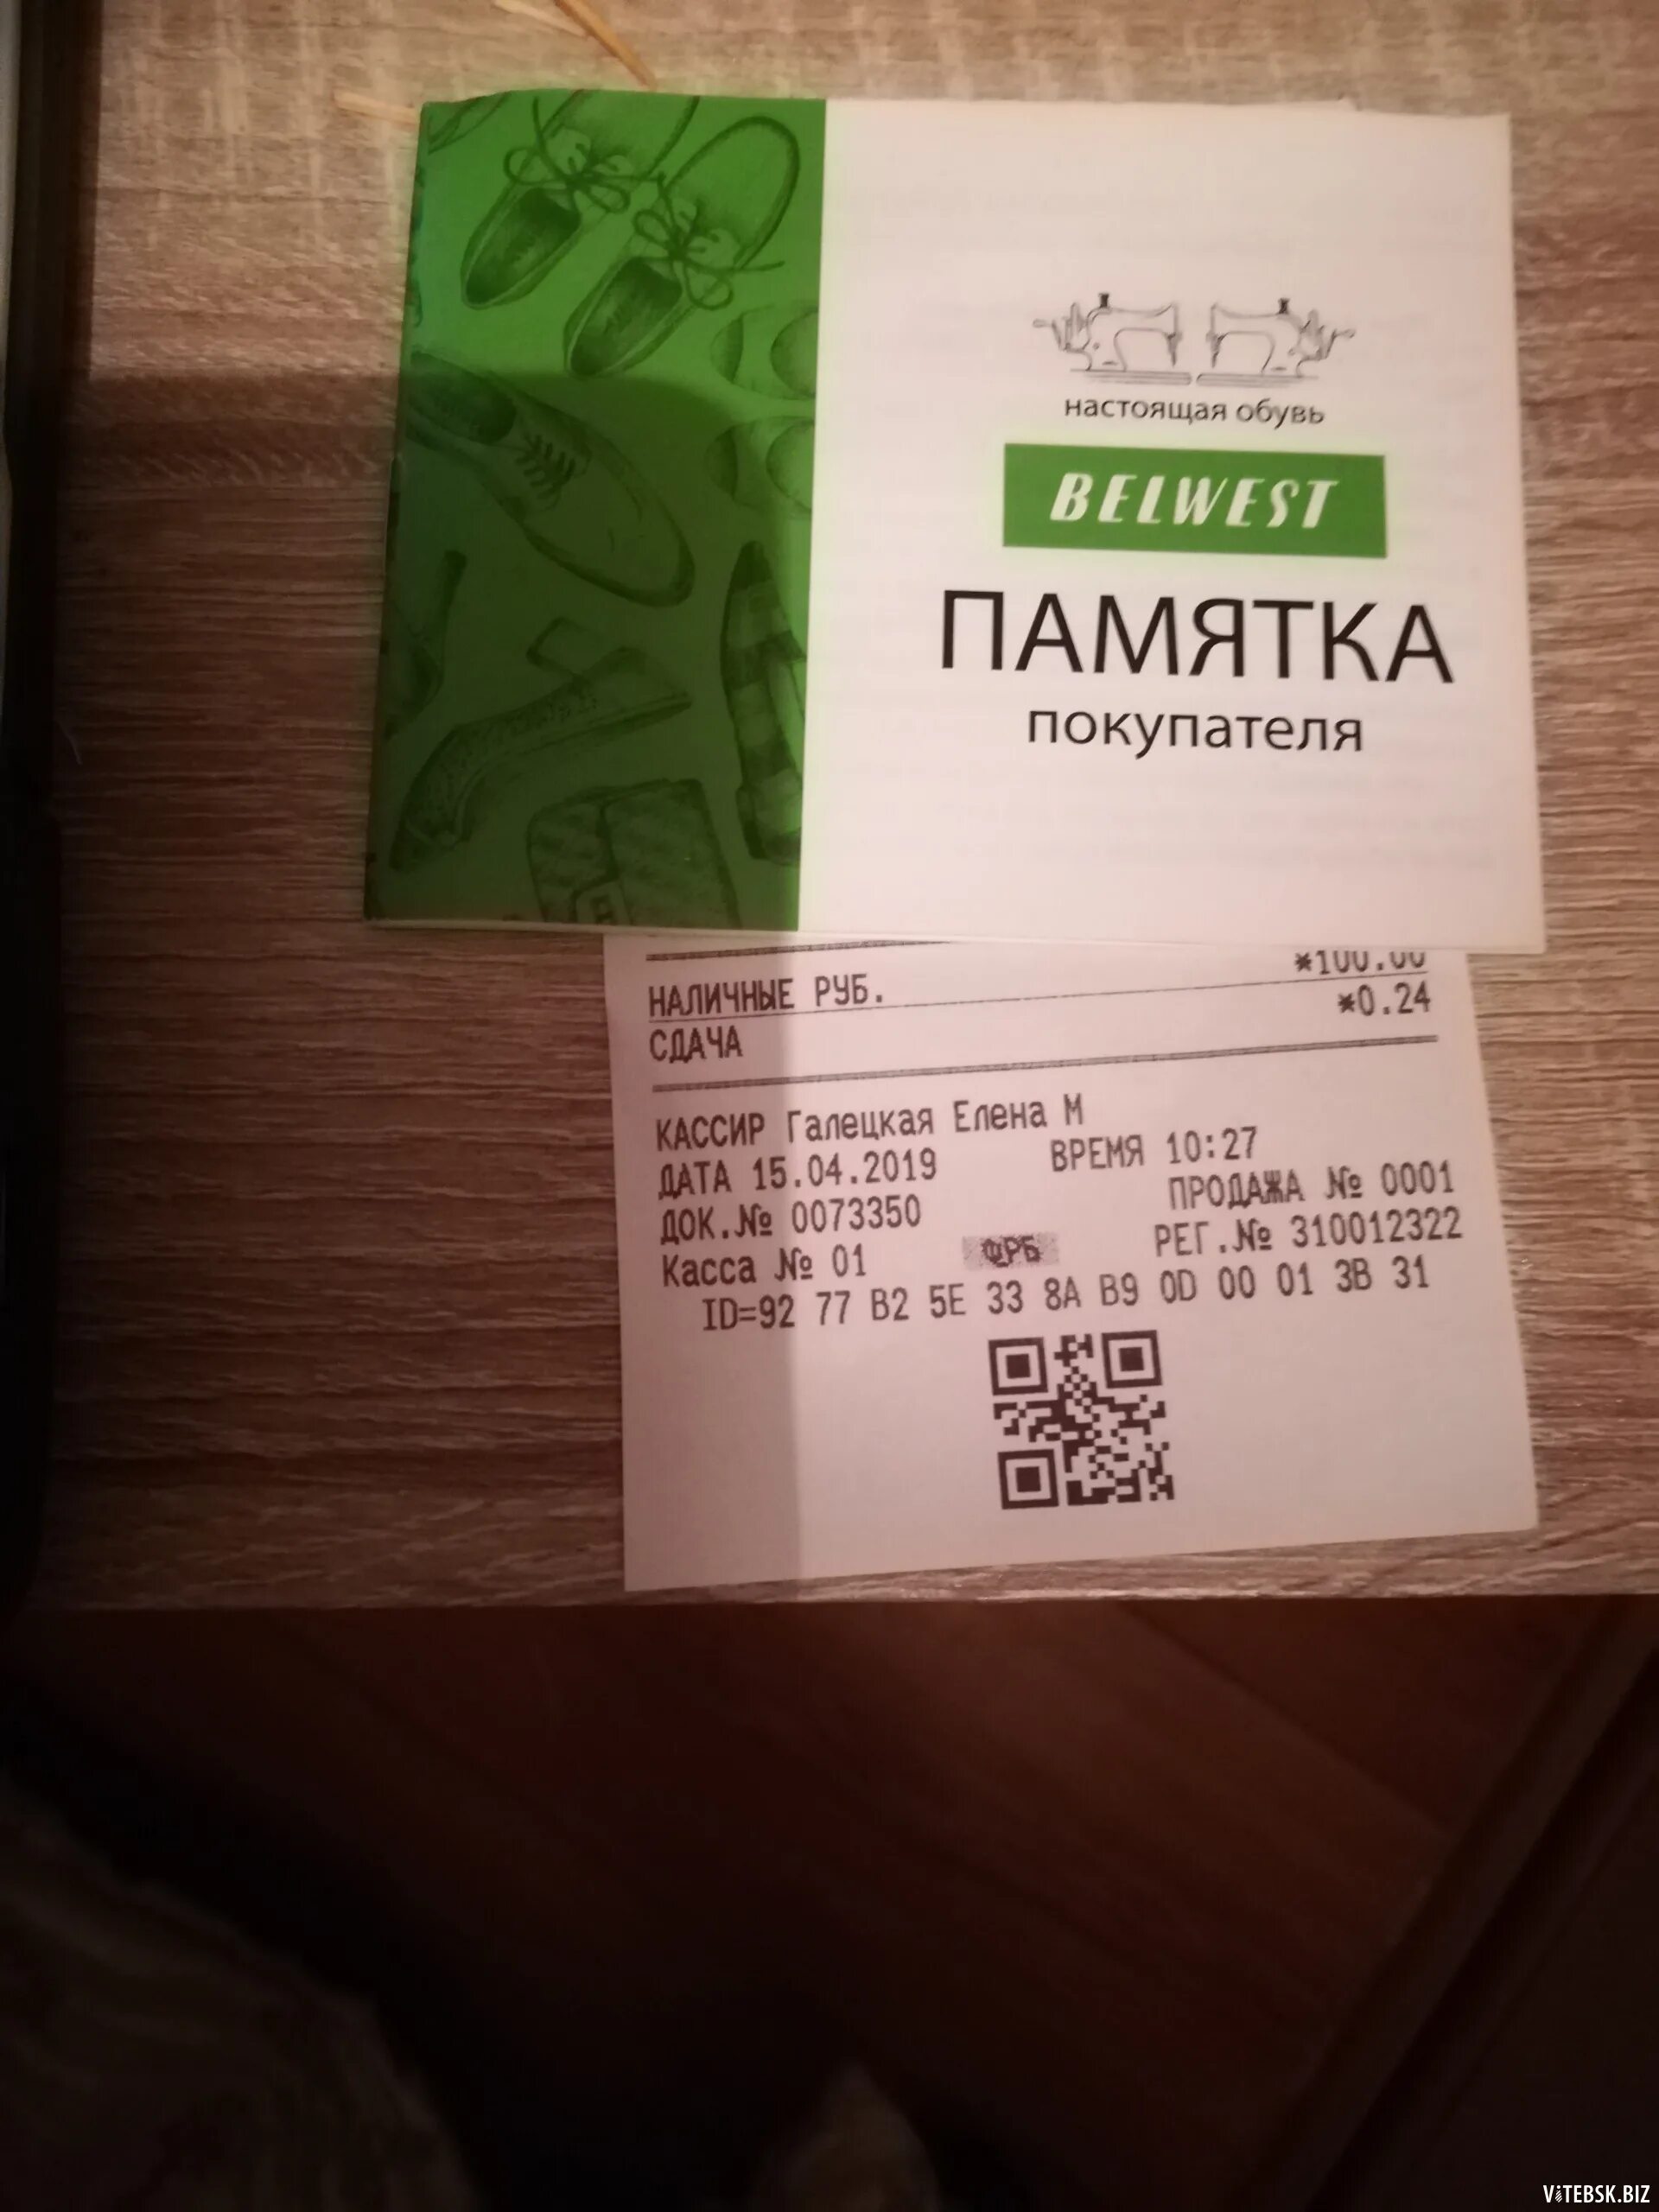 настоящая обувь
BELWEST
ПАМЯТКА
покупателя
НАЛИЧНЫЕ РУБ. *100.00
СДАЧА *0.24
КАССИР Галецкая Елена М
ДАТА 15.04.2019 ВРЕМЯ 10:27
ДОК.№ 0073350 ПРОДАЖА № 0001
Касса № 01 ФРБ РЕГ.№ 310012322
ID=92 77 B2 5E 33 8A B9 0D 00 01 3B 31
ViTEBSK.BIZ